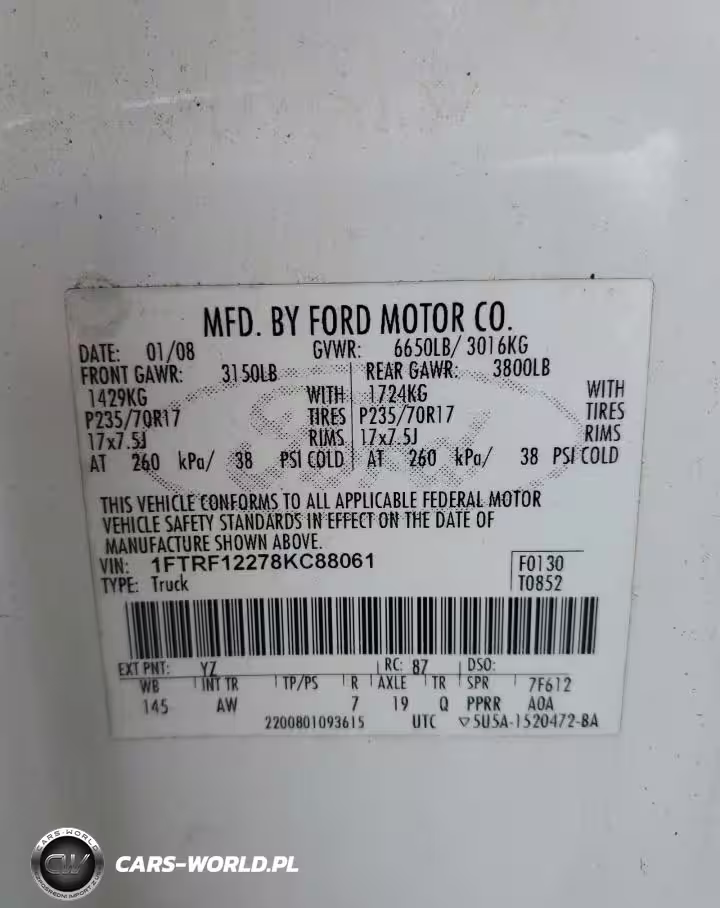 MFD. BY FORD MOTOR CO.
DATE: 01/08 GVWR: 6650LB/ 3016KG
FRONT GAWR: 3150LB REAR GAWR: 3800LB
1429KG WITH 1724KG WITH
P235/70R17 TIRES P235/70R17 TIRES
17x7.5J RIMS 17x7.5J RIMS
AT 260 kPa/ 38 PSI COLD AT 260 kPa/ 38 PSI COLD
THIS VEHICLE CONFORMS TO ALL APPLICABLE FEDERAL MOTOR
VEHICLE SAFETY STANDARDS IN EFFECT ON THE DATE OF
MANUFACTURE SHOWN ABOVE.
VIN: 1FTRF12278KC88061 F0130
TYPE: Truck T0852
EXT PNT: YZ RC: 87 DSO:
WB INT TR TP/PS R AXLE TR SPR 7F612
145 AW 7 19 Q PPRR A0A
2200801093615 UTC ▽5U5A-1520472-BA
CARS-WORLD
CW
CARS-WORLD.PL